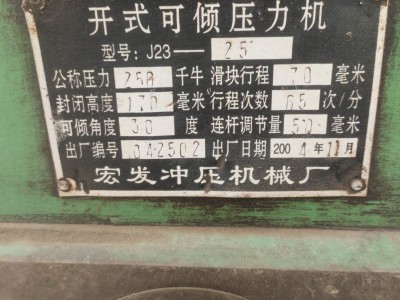 开式可倾压力机
型号：J23—25
公称压力 250 千牛 滑块行程 70 毫米
封闭高度 170 毫米 行程次数 65 次/分
可倾角度 30 度 连杆调节量 50 毫米
出厂编号 042502 出厂日期 2004年11月
宏发冲压机械厂